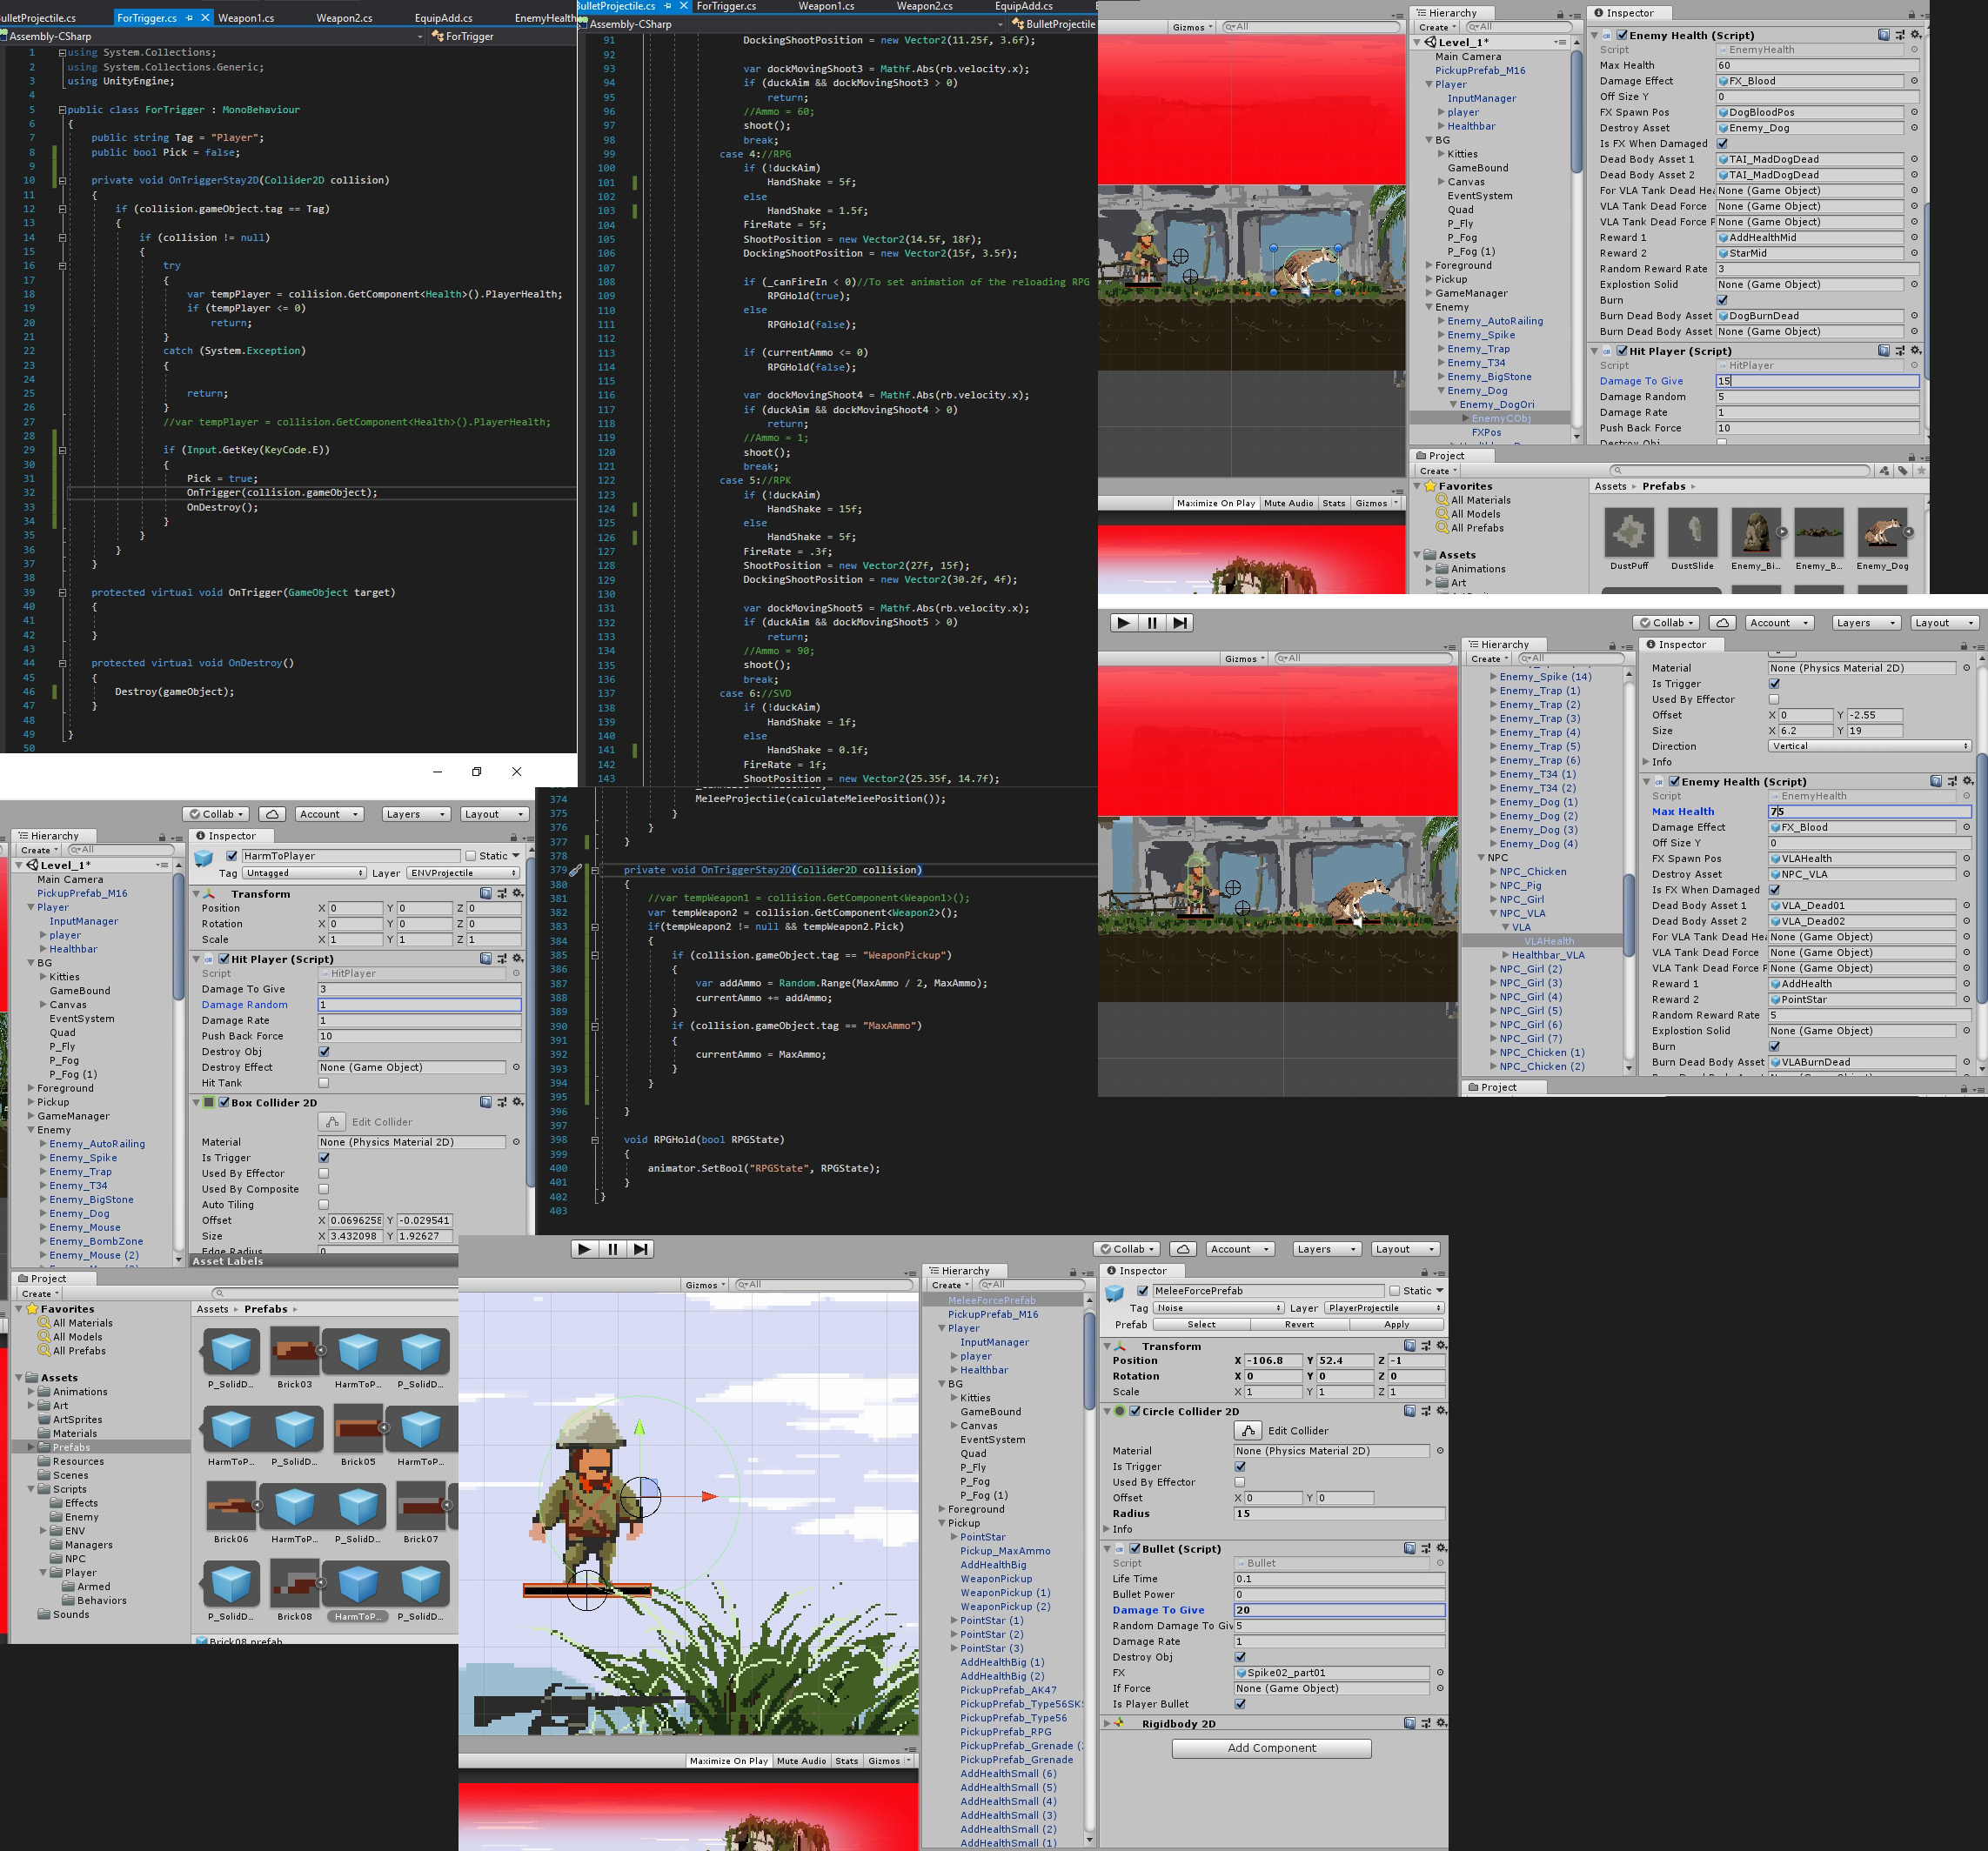 BulletProjectile.cs
ForTrigger.cs
Weapon1.cs
Weapon2.cs
EquipAdd.cs
EnemyHealth
Assembly-CSharp
ForTrigger
1 using System.Collections;
2 using System.Collections.Generic;
3 using UnityEngine;
4
5 public class ForTrigger : MonoBehaviour
6 {
7 public string Tag = "Player";
8 public bool Pick = false;
9
10 private void OnTriggerStay2D(Collider2D collision)
11 {
12 if (collision.gameObject.tag == Tag)
13 {
14 if (collision != null)
15 {
16 try
17 {
18 var tempPlayer = collision.GetComponent<Health>().PlayerHealth;
19 if (tempPlayer <= 0)
20 return;
21 }
22 catch (System.Exception)
23 {
24
25 return;
26 }
27 //var tempPlayer = collision.GetComponent<Health>().PlayerHealth;
28
29 if (Input.GetKey(KeyCode.E))
30 {
31 Pick = true;
32 OnTrigger(collision.gameObject);
33 OnDestroy();
34 }
35 }
36 }
37 }
38
39 protected virtual void OnTrigger(GameObject target)
40 {
41
42 }
43
44 protected virtual void OnDestroy()
45 {
46 Destroy(gameObject);
47 }
48
49 }
50
BulletProjectile.cs
ForTrigger.cs
Weapon1.cs
Weapon2.cs
EquipAdd.cs
Assembly-CSharp
BulletProjectile
91 DockingShootPosition = new Vector2(11.25f, 3.6f);
92
93 var dockMovingShoot3 = Mathf.Abs(rb.velocity.x);
94 if (duckAim && dockMovingShoot3 > 0)
95 return;
96 //Ammo = 60;
97 shoot();
98 break;
99 case 4://RPG
100 if (!duckAim)
101 HandShake = 5f;
102 else
103 HandShake = 1.5f;
104 FireRate = 5f;
105 ShootPosition = new Vector2(14.5f, 18f);
106 DockingShootPosition = new Vector2(15f, 3.5f);
107
108 if (_canFireIn < 0)//To set animation of the reloading RPG
109 RPGHold(true);
110 else
111 RPGHold(false);
112
113 if (currentAmmo <= 0)
114 RPGHold(false);
115
116 var dockMovingShoot4 = Mathf.Abs(rb.velocity.x);
117 if (duckAim && dockMovingShoot4 > 0)
118 return;
119 //Ammo = 1;
120 shoot();
121 break;
122 case 5://RPK
123 if (!duckAim)
124 HandShake = 15f;
125 else
126 HandShake = 5f;
127 FireRate = .3f;
128 ShootPosition = new Vector2(27f, 15f);
129 DockingShootPosition = new Vector2(30.2f, 4f);
130
131 var dockMovingShoot5 = Mathf.Abs(rb.velocity.x);
132 if (duckAim && dockMovingShoot5 > 0)
133 return;
134 //Ammo = 90;
135 shoot();
136 break;
137 case 6://SVD
138 if (!duckAim)
139 HandShake = 1f;
140 else
141 HandShake = 0.1f;
142 FireRate = 1f;
143 ShootPosition = new Vector2(25.35f, 14.7f);
374 MeleeProjectile(calculateMeleePosition());
375 }
376 }
377 }
378
379 private void OnTriggerStay2D(Collider2D collision)
380 {
381 //var tempWeapon1 = collision.GetComponent<Weapon1>();
382 var tempWeapon2 = collision.GetComponent<Weapon2>();
383 if(tempWeapon2 != null && tempWeapon2.Pick)
384 {
385 if (collision.gameObject.tag == "WeaponPickup")
386 {
387 var addAmmo = Random.Range(MaxAmmo / 2, MaxAmmo);
388 currentAmmo += addAmmo;
389 }
390 if (collision.gameObject.tag == "MaxAmmo")
391 {
392 currentAmmo = MaxAmmo;
393 }
394 }
395
396 }
397
398 void RPGHold(bool RPGState)
399 {
400 animator.SetBool("RPGState", RPGState);
401 }
402 }
403
Gizmos
All
Maximize On Play Mute Audio Stats Gizmos
Hierarchy
Create All
Level_1*
Main Camera
PickupPrefab_M16
Player
InputManager
player
Healthbar
BG
Kitties
GameBound
Canvas
EventSystem
Quad
P_Fly
P_Fog
P_Fog (1)
Foreground
Pickup
GameManager
Enemy
Enemy_AutoRailing
Enemy_Spike
Enemy_Trap
Enemy_T34
Enemy_BigStone
Enemy_Dog
Enemy_DogOri
EnemyCObj
FXPos
Inspector
Enemy Health (Script)
Script EnemyHealth
Max Health 60
Damage Effect FX_Blood
Off Size Y 0
FX Spawn Pos DogBloodPos
Destroy Asset Enemy_Dog
Is FX When Damaged
Dead Body Asset 1 TAI_MadDogDead
Dead Body Asset 2 TAI_MadDogDead
For VLA Tank Dead He None (Game Object)
VLA Tank Dead Force None (Game Object)
VLA Tank Dead Force P None (Game Object)
Reward 1 AddHealthMid
Reward 2 StarMid
Random Reward Rate 3
Explostion Solid None (Game Object)
Burn
Burn Dead Body Asset DogBurnDead
Burn Dead Body Asset None (Game Object)
Hit Player (Script)
Script HitPlayer
Damage To Give 15
Damage Random 5
Damage Rate 1
Push Back Force 10
Destroy Obj
Project
Create
Favorites
All Materials
All Models
All Prefabs
Assets
Animations
Art
Assets Prefabs
DustPuff DustSlide Enemy_Bi... Enemy_B... Enemy_Dog
Collab Account Layers Layout
Gizmos All
Hierarchy
Create All
Enemy_Spike (14)
Enemy_Trap (1)
Enemy_Trap (2)
Enemy_Trap (3)
Enemy_Trap (4)
Enemy_Trap (5)
Enemy_Trap (6)
Enemy_T34 (1)
Enemy_T34 (2)
Enemy_Dog (1)
Enemy_Dog (2)
Enemy_Dog (3)
Enemy_Dog (4)
NPC
NPC_Chicken
NPC_Pig
NPC_Girl
NPC_VLA
VLA
VLAHealth
Healthbar_VLA
NPC_Girl (2)
NPC_Girl (3)
NPC_Girl (4)
NPC_Girl (5)
NPC_Girl (6)
NPC_Girl (7)
NPC_Chicken (1)
NPC_Chicken (2)
Project
Inspector
Material None (Physics Material 2D)
Is Trigger
Used By Effector
Offset X 0 Y -2.55
Size X 6.2 Y 19
Direction Vertical
Info
Enemy Health (Script)
Script EnemyHealth
Max Health 75
Damage Effect FX_Blood
Off Size Y 0
FX Spawn Pos VLAHealth
Destroy Asset NPC_VLA
Is FX When Damaged
Dead Body Asset 1 VLA_Dead01
Dead Body Asset 2 VLA_Dead02
For VLA Tank Dead He None (Game Object)
VLA Tank Dead Force None (Game Object)
VLA Tank Dead Force P None (Game Object)
Reward 1 AddHealth
Reward 2 PointStar
Random Reward Rate 5
Explostion Solid None (Game Object)
Burn
Burn Dead Body Asset VLABurnDead
Collab Account Layers Layout
Hierarchy
Create All
Level_1*
Main Camera
PickupPrefab_M16
Player
InputManager
player
Healthbar
BG
Kitties
GameBound
Canvas
EventSystem
Quad
P_Fly
P_Fog
P_Fog (1)
Foreground
Pickup
GameManager
Enemy
Enemy_AutoRailing
Enemy_Spike
Enemy_Trap
Enemy_T34
Enemy_BigStone
Enemy_Dog
Enemy_Mouse
Enemy_BombZone
Enemy_Mouse (2)
Inspector
HarmToPlayer Static
Tag Untagged Layer ENVProjectile
Transform
Position X 0 Y 0 Z 0
Rotation X 0 Y 0 Z 0
Scale X 1 Y 1 Z 1
Hit Player (Script)
Script HitPlayer
Damage To Give 3
Damage Random 1
Damage Rate 1
Push Back Force 10
Destroy Obj
Destroy Effect None (Game Object)
Hit Tank
Box Collider 2D
Edit Collider
Material None (Physics Material 2D)
Is Trigger
Used By Effector
Used By Composite
Auto Tiling
Offset X 0.0696258 Y -0.029541
Size X 3.432098 Y 1.92627
Edge Radius 0
Asset Labels
Project
Create
Favorites
All Materials
All Models
All Prefabs
Assets
Animations
Art
ArtSprites
Materials
Prefabs
Resources
Scenes
Scripts
Effects
Enemy
ENV
Managers
NPC
Player
Armed
Behaviors
Sounds
Assets Prefabs
P_SolidD... Brick03 HarmToP... P_SolidD...
HarmToP... P_SolidD... Brick05 HarmToP...
Brick06 HarmToP... P_SolidD... Brick07
P_SolidD... Brick08 HarmToP... P_SolidD...
Brick08.prefab
Collab Account Layers Layout
Gizmos All
Maximize On Play Mute Audio Stats Gizmos
Hierarchy
Create All
MeleeForcePrefab
PickupPrefab_M16
Player
InputManager
player
Healthbar
BG
Kitties
GameBound
Canvas
EventSystem
Quad
P_Fly
P_Fog
P_Fog (1)
Foreground
Pickup
PointStar
Pickup_MaxAmmo
AddHealthBig
WeaponPickup
WeaponPickup (1)
WeaponPickup (2)
PointStar (1)
PointStar (2)
PointStar (3)
AddHealthBig (1)
AddHealthBig (2)
PickupPrefab_AK47
PickupPrefab_Type56SKS
PickupPrefab_Type56
PickupPrefab_RPG
PickupPrefab_Grenade (2
PickupPrefab_Grenade
AddHealthSmall (6)
AddHealthSmall (5)
AddHealthSmall (4)
AddHealthSmall (3)
AddHealthSmall (2)
AddHealthSmall (1)
Inspector
MeleeForcePrefab Static
Tag Noise Layer PlayerProjectile
Prefab Select Revert Apply
Transform
Position X -106.8 Y 52.4 Z -1
Rotation X 0 Y 0 Z 0
Scale X 1 Y 1 Z 1
Circle Collider 2D
Edit Collider
Material None (Physics Material 2D)
Is Trigger
Used By Effector
Offset X 0 Y 0
Radius 15
Info
Bullet (Script)
Script Bullet
Life Time 0.1
Bullet Power 0
Damage To Give 20
Random Damage To Giv 5
Damage Rate 1
Destroy Obj
FX Spike02_part01
If Force None (Game Object)
Is Player Bullet
Rigidbody 2D
Add Component